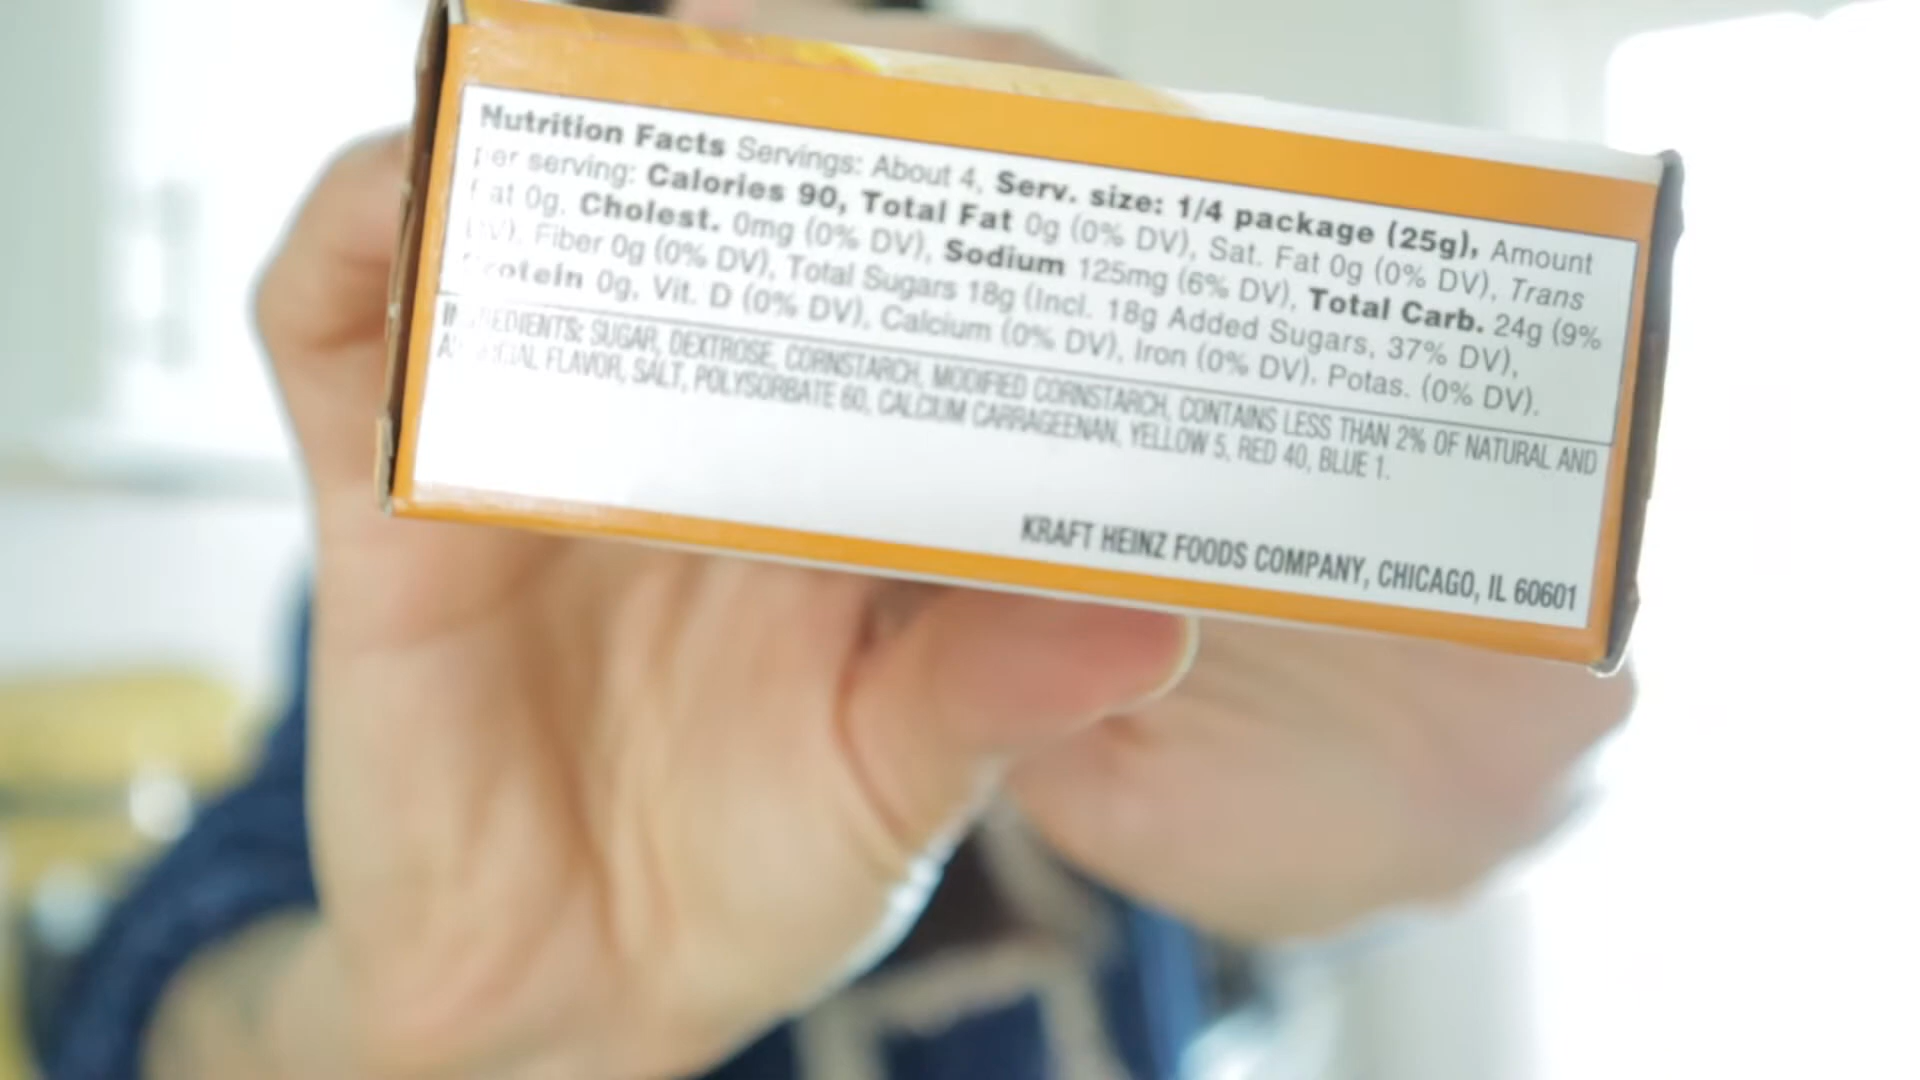 Nutrition Facts Servings: About 4, Serv. size: 1/4 package (25g), Amount
per serving: Calories 90, Total Fat 0g (0% DV), Sat. Fat 0g (0% DV), Trans
Fat 0g, Cholest. 0mg (0% DV), Sodium 125mg (6% DV), Total Carb. 24g (9%
DV), Fiber 0g (0% DV), Total Sugars 18g (Incl. 18g Added Sugars, 37% DV),
Protein 0g, Vit. D (0% DV), Calcium (0% DV), Iron (0% DV), Potas. (0% DV).
INGREDIENTS: SUGAR, DEXTROSE, CORNSTARCH, MODIFIED CORNSTARCH, CONTAINS LESS THAN 2% OF NATURAL AND
ARTIFICIAL FLAVOR, SALT, POLYSORBATE 60, CALCIUM CARRAGEENAN, YELLOW 5, RED 40, BLUE 1.
KRAFT HEINZ FOODS COMPANY, CHICAGO, IL 60601